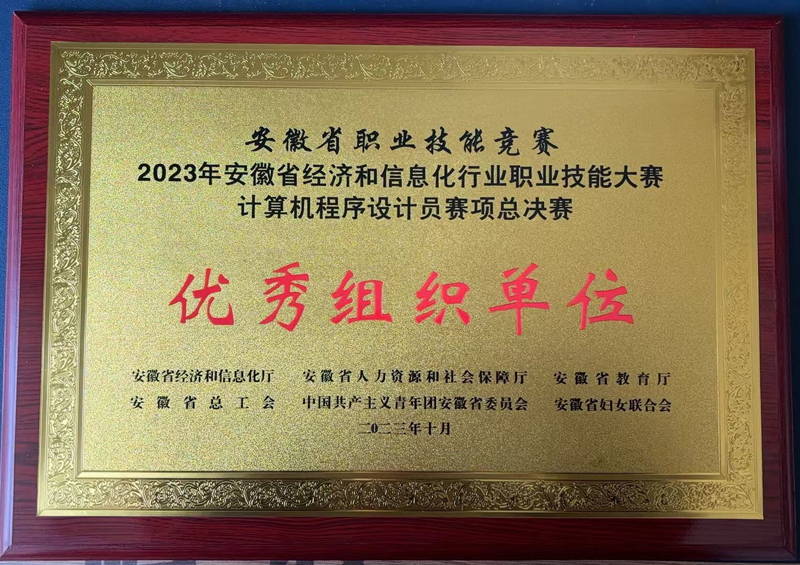 安徽省职业技能竞赛
2023年安徽省经济和信息化行业职业技能大赛
计算机程序设计员赛项总决赛
优秀组织单位
安徽省经济和信息化厅 安徽省人力资源和社会保障厅 安徽省教育厅
安徽省总工会 中国共产主义青年团安徽省委员会 安徽省妇女联合会
二〇二三年十月